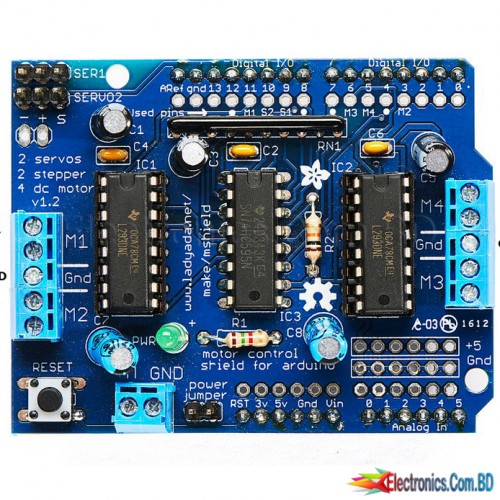 SER1
SERVO2
- + S
Digital I/O
Digital I/O
ARef gnd 13 12 11 10 9 8
7 6 5 4 3 2 1 0
used pins
M1 S2 S1
M3 M4 M2
C1
C4
IC1
C3
C2
RN1
IC2
C6
2 servos
2 stepper
4 dc motor
v1.2
M1
Gnd
M2
M4
Gnd
M3
L293DNE
SN74HC595N
L293DNE
www.ladyada.net/
make/mshield
R2
IC3
C7
C8
R1
PWR
+
motor control
shield for arduino
RESET
GND
power
jumper
RST 3v 5v Gnd Vin
0 1 2 3 4 5
Analog In
+5
Gnd
A-03
1612
Electronics.Com.BD